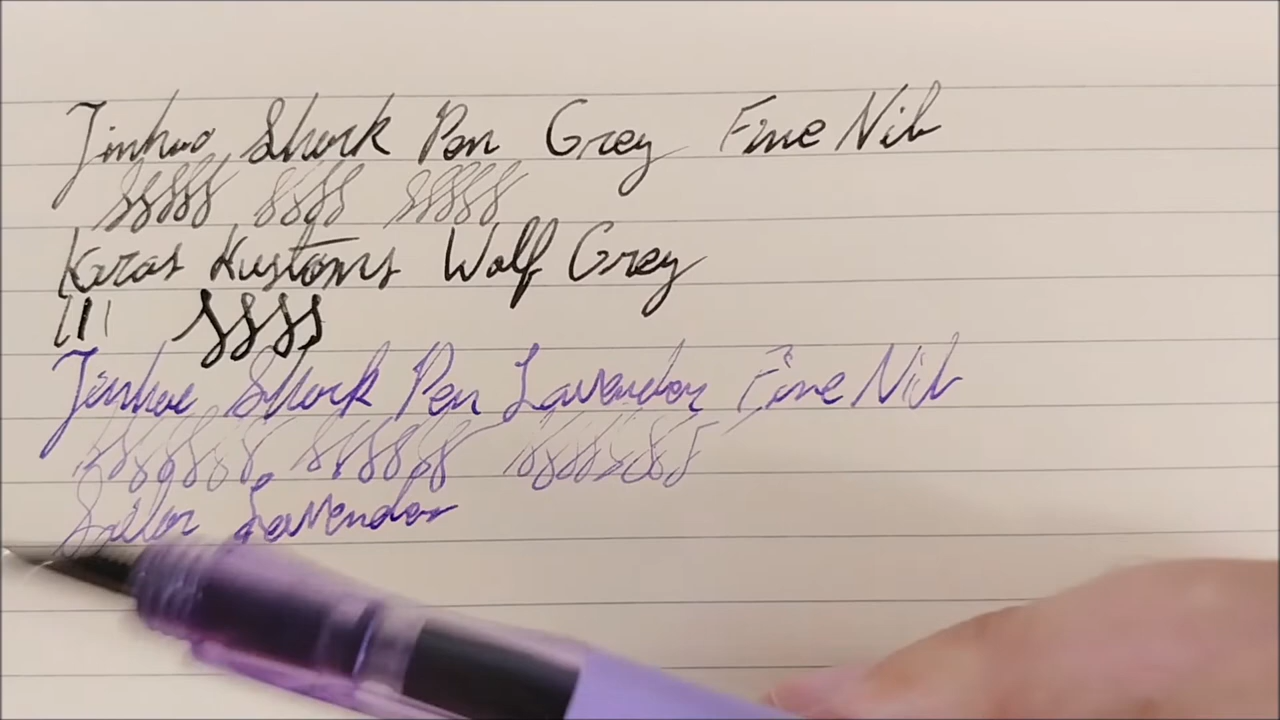 Jinhao Shark Pen Grey Fine Nib
Karas Kustoms Wolf Grey
Jinhao Shark Pen Lavender Fine Nib
Sailor Lavender